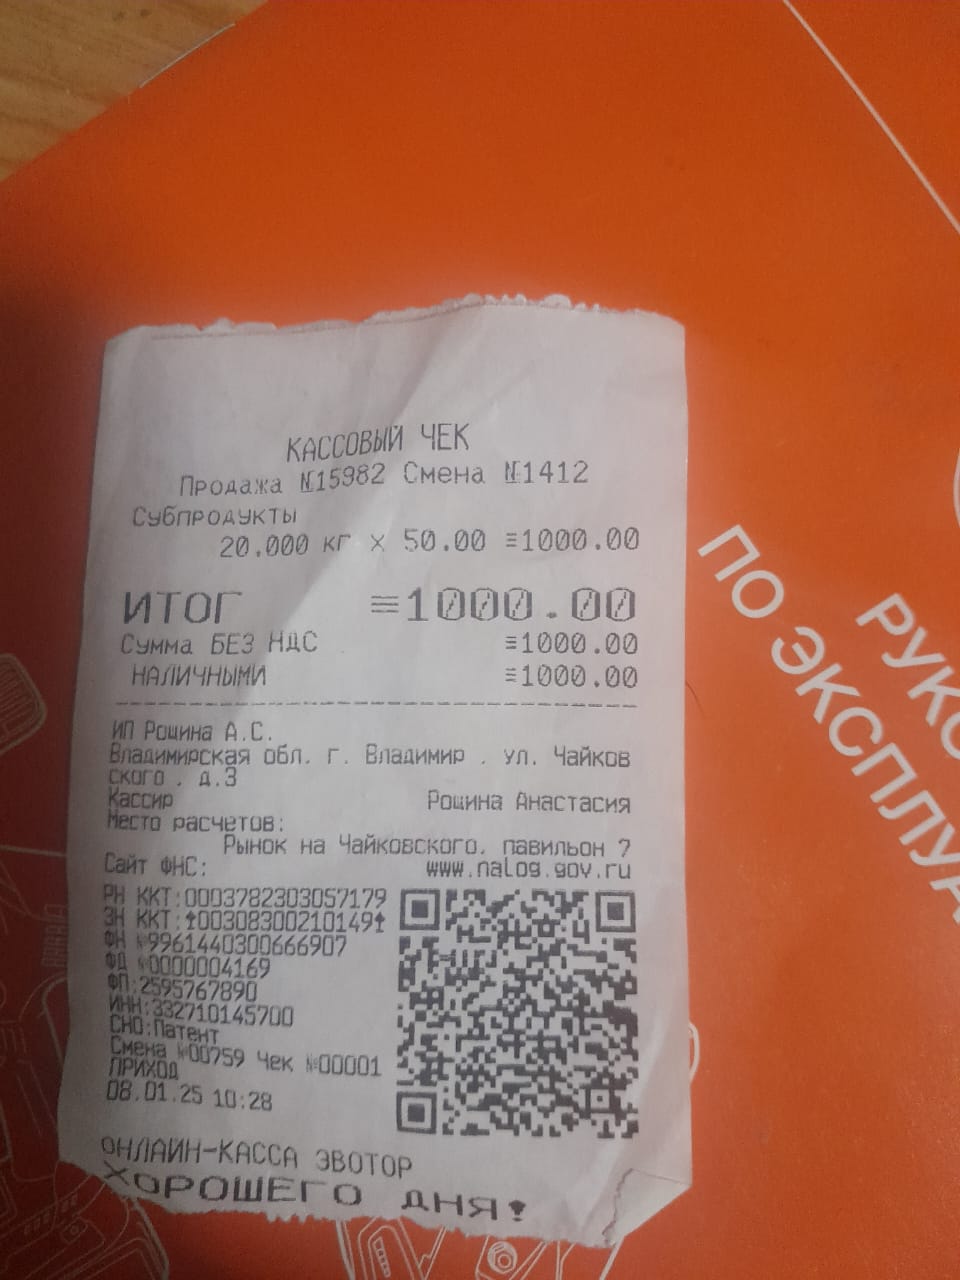 КАССОВЫЙ ЧЕК
Продажа №15982 Смена №1412
Субпродукты
20.000 кг x 50.00 ≡1000.00
ИТОГ ≡1000.00
Сумма БЕЗ НДС ≡1000.00
НАЛИЧНЫМИ ≡1000.00
ИП Рощина А.С.
Владимирская обл. г. Владимир , ул. Чайков
ского , д.3
Кассир Рощина Анастасия
Место расчетов:
Рынок на Чайковского, павильон 7
Сайт ФНС: www.nalog.gov.ru
РН ККТ:0003782303057179
ЗН ККТ:↑00308300210149↑
ФН №9961440300666907
ФД №0000004169
ФП:2595767890
ИНН:332710145700
СНО:Патент
Смена №00759 Чек №00001
ПРИХОД
08.01.25 10:28
ОНЛАЙН-КАССА ЭВОТОР
ХОРОШЕГО ДНЯ!
РУКО
ПО ЭКСПЛУА